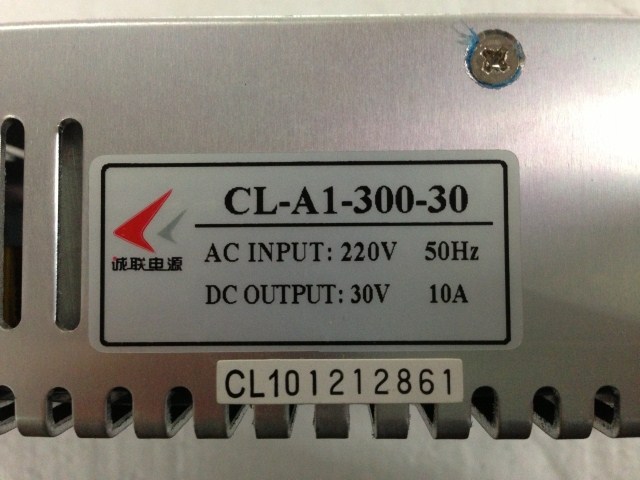 CL-A1-300-30
AC INPUT: 220V 50Hz
诚联电源
DC OUTPUT: 30V 10A
CL101212861